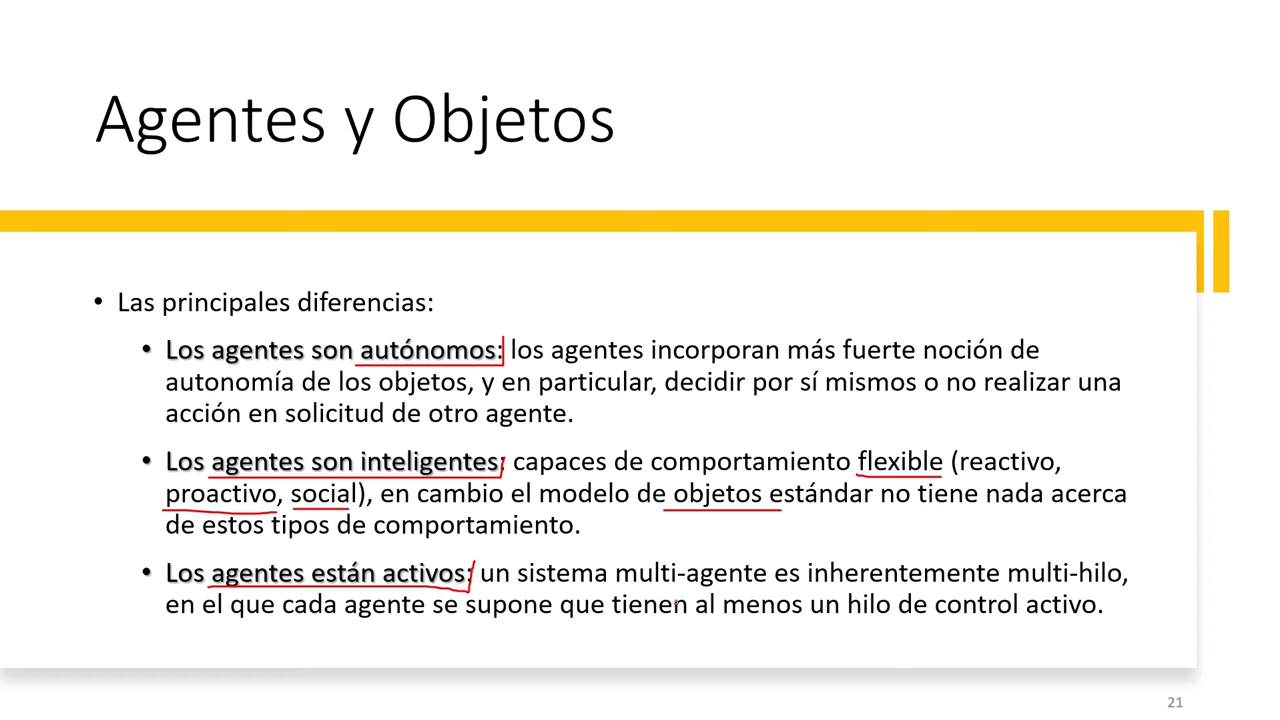 Agentes y Objetos
• Las principales diferencias:
• Los agentes son autónomos: los agentes incorporan más fuerte noción de
autonomía de los objetos, y en particular, decidir por sí mismos o no realizar una
acción en solicitud de otro agente.
• Los agentes son inteligentes: capaces de comportamiento flexible (reactivo,
proactivo, social), en cambio el modelo de objetos estándar no tiene nada acerca
de estos tipos de comportamiento.
• Los agentes están activos: un sistema multi-agente es inherentemente multi-hilo,
en el que cada agente se supone que tienen al menos un hilo de control activo.
21